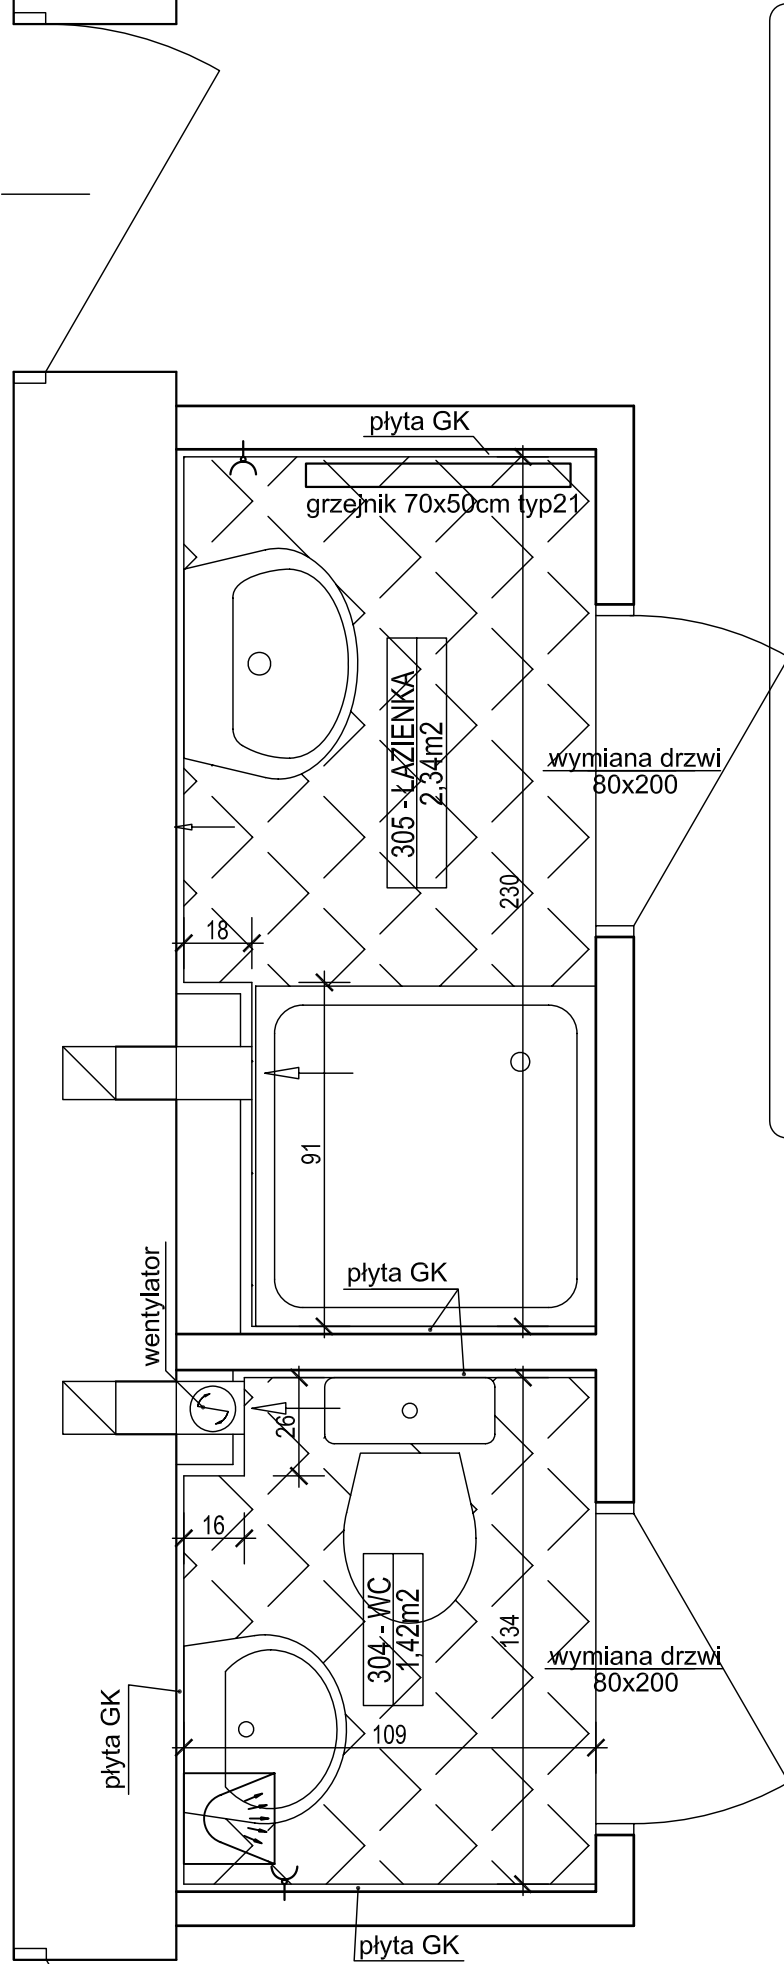 płyta GK
grzejnik 70x50cm typ21
305 - ŁAZIENKA
2,34m2
wymiana drzwi
80x200
230
18
91
wentylator
płyta GK
26
16
304 - WC
1,42m2
134
wymiana drzwi
80x200
płyta GK
109
płyta GK